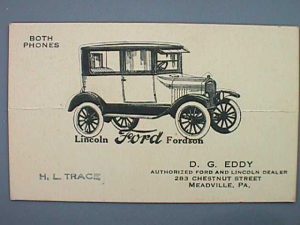 BOTH
PHONES
Lincoln Ford Fordson
D. G. EDDY
AUTHORIZED FORD AND LINCOLN DEALER
283 CHESTNUT STREET
MEADVILLE, PA.
H. L. TRACE